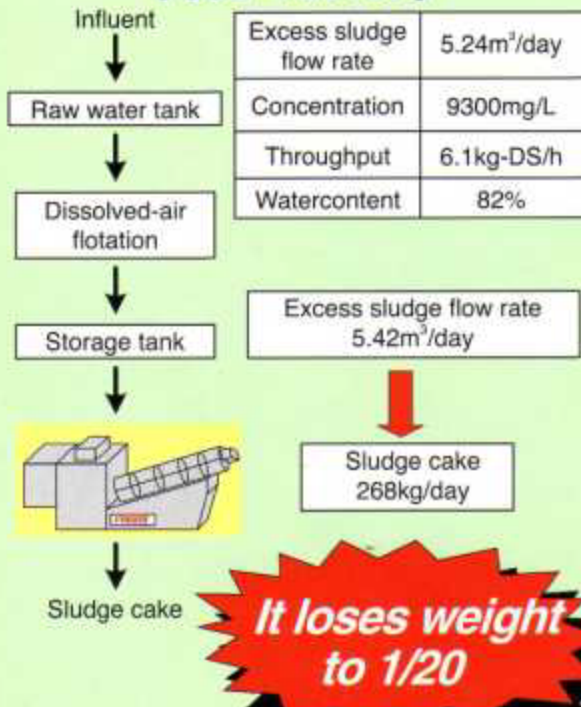 Influent
Raw water tank
Dissolved-air
flotation
Storage tank
Sludge cake
Excess sludge
flow rate
5.24m³/day
Concentration
9300mg/L
Throughput
6.1kg-DS/h
Watercontent
82%
Excess sludge flow rate
5.42m³/day
Sludge cake
268kg/day
It loses weight
to 1/20